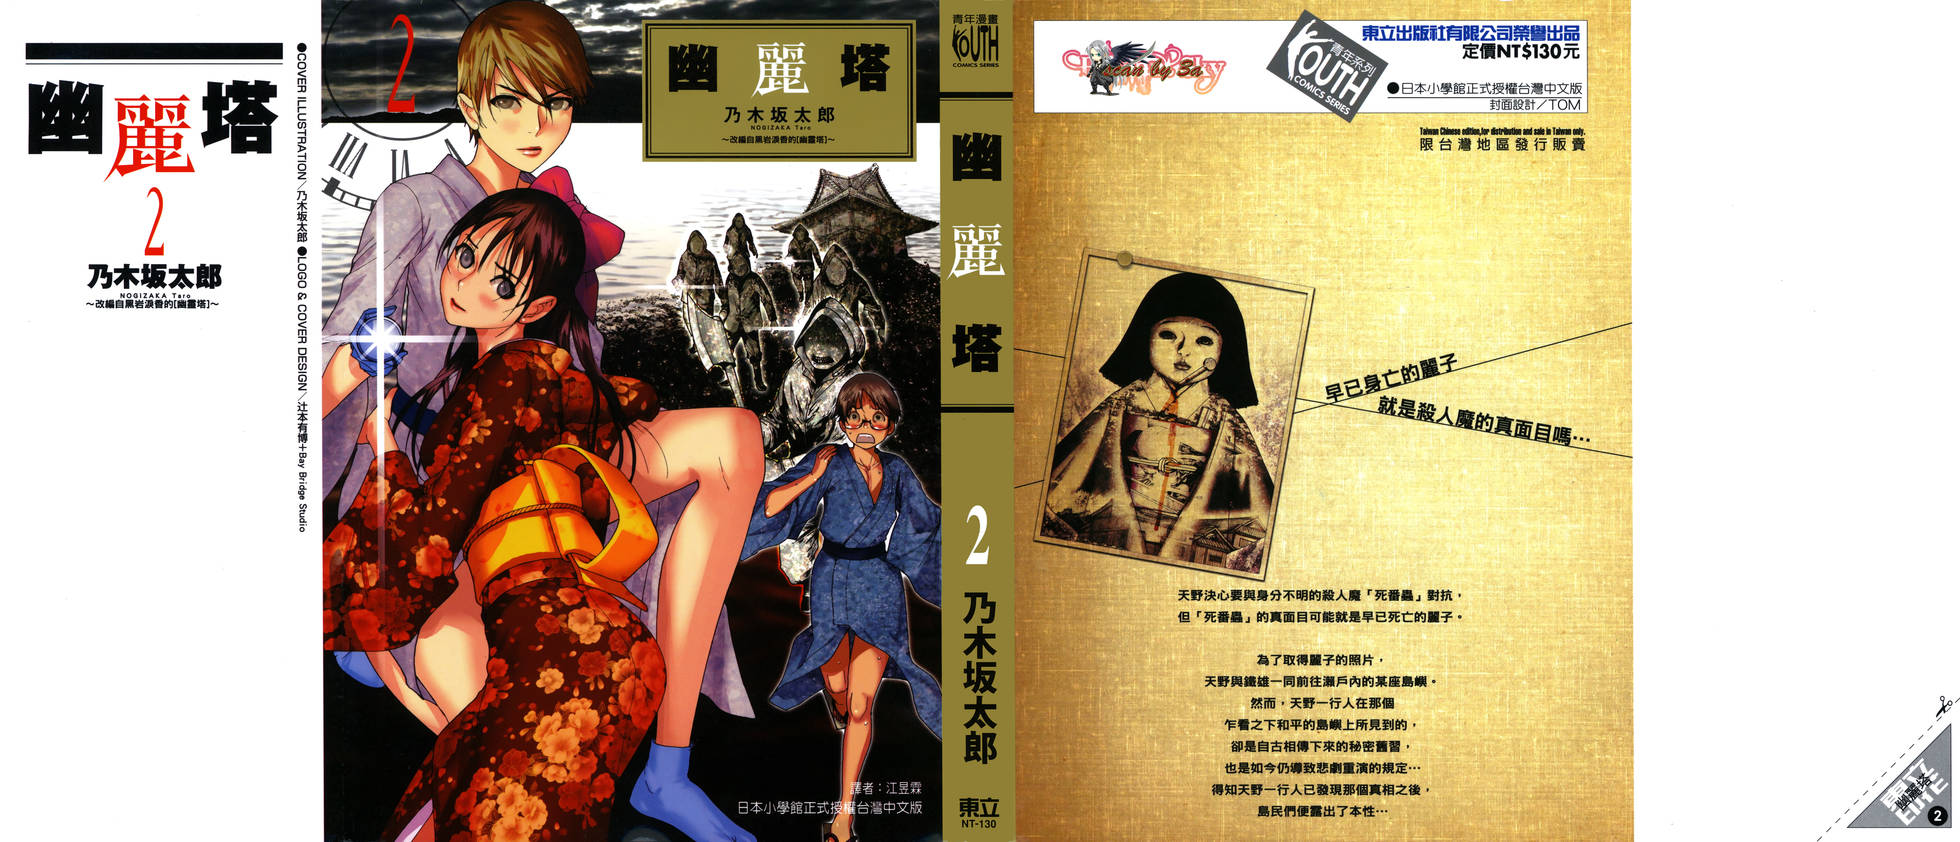 幽麗塔
2
乃木坂太郎
NOGIZAKA Taro
～改編自黑岩淚香的[幽靈塔]～
●COVER ILLUSTRATION／乃木坂太郎 ●LOGO & COVER DESIGN／辻本有博＋Bay Bridge Studio
2
幽麗塔
乃木坂太郎
NOGIZAKA Taro
～改編自黑岩淚香的[幽靈塔]～
譯者：江昱霖
日本小學館正式授權台灣中文版
青年漫畫
YOUTH
COMICS SERIES
幽麗塔
2
乃木坂太郎
東立
NT-130
scan by 3a
青年系列
YOUTH
COMICS SERIES
東立出版社有限公司榮譽出品
定價NT$130元
●日本小學館正式授權台灣中文版
封面設計／TOM
Taiwan Chinese edition,for distribution and sale in Taiwan only.
限台灣地區發行販賣
早已身亡的麗子
就是殺人魔的真面目嗎…
天野決心要與身分不明的殺人魔「死番蟲」對抗，
但「死番蟲」的真面目可能就是早已死亡的麗子。
為了取得麗子的照片，
天野與鐵雄一同前往瀨戶內的某座島嶼。
然而，天野一行人在那個
乍看之下和平的島嶼上所見到的，
卻是自古相傳下來的秘密舊習，
也是如今仍導致悲劇重演的規定…
得知天野一行人已發現那個真相之後，
島民們便露出了本性…
東立
幽麗塔
2